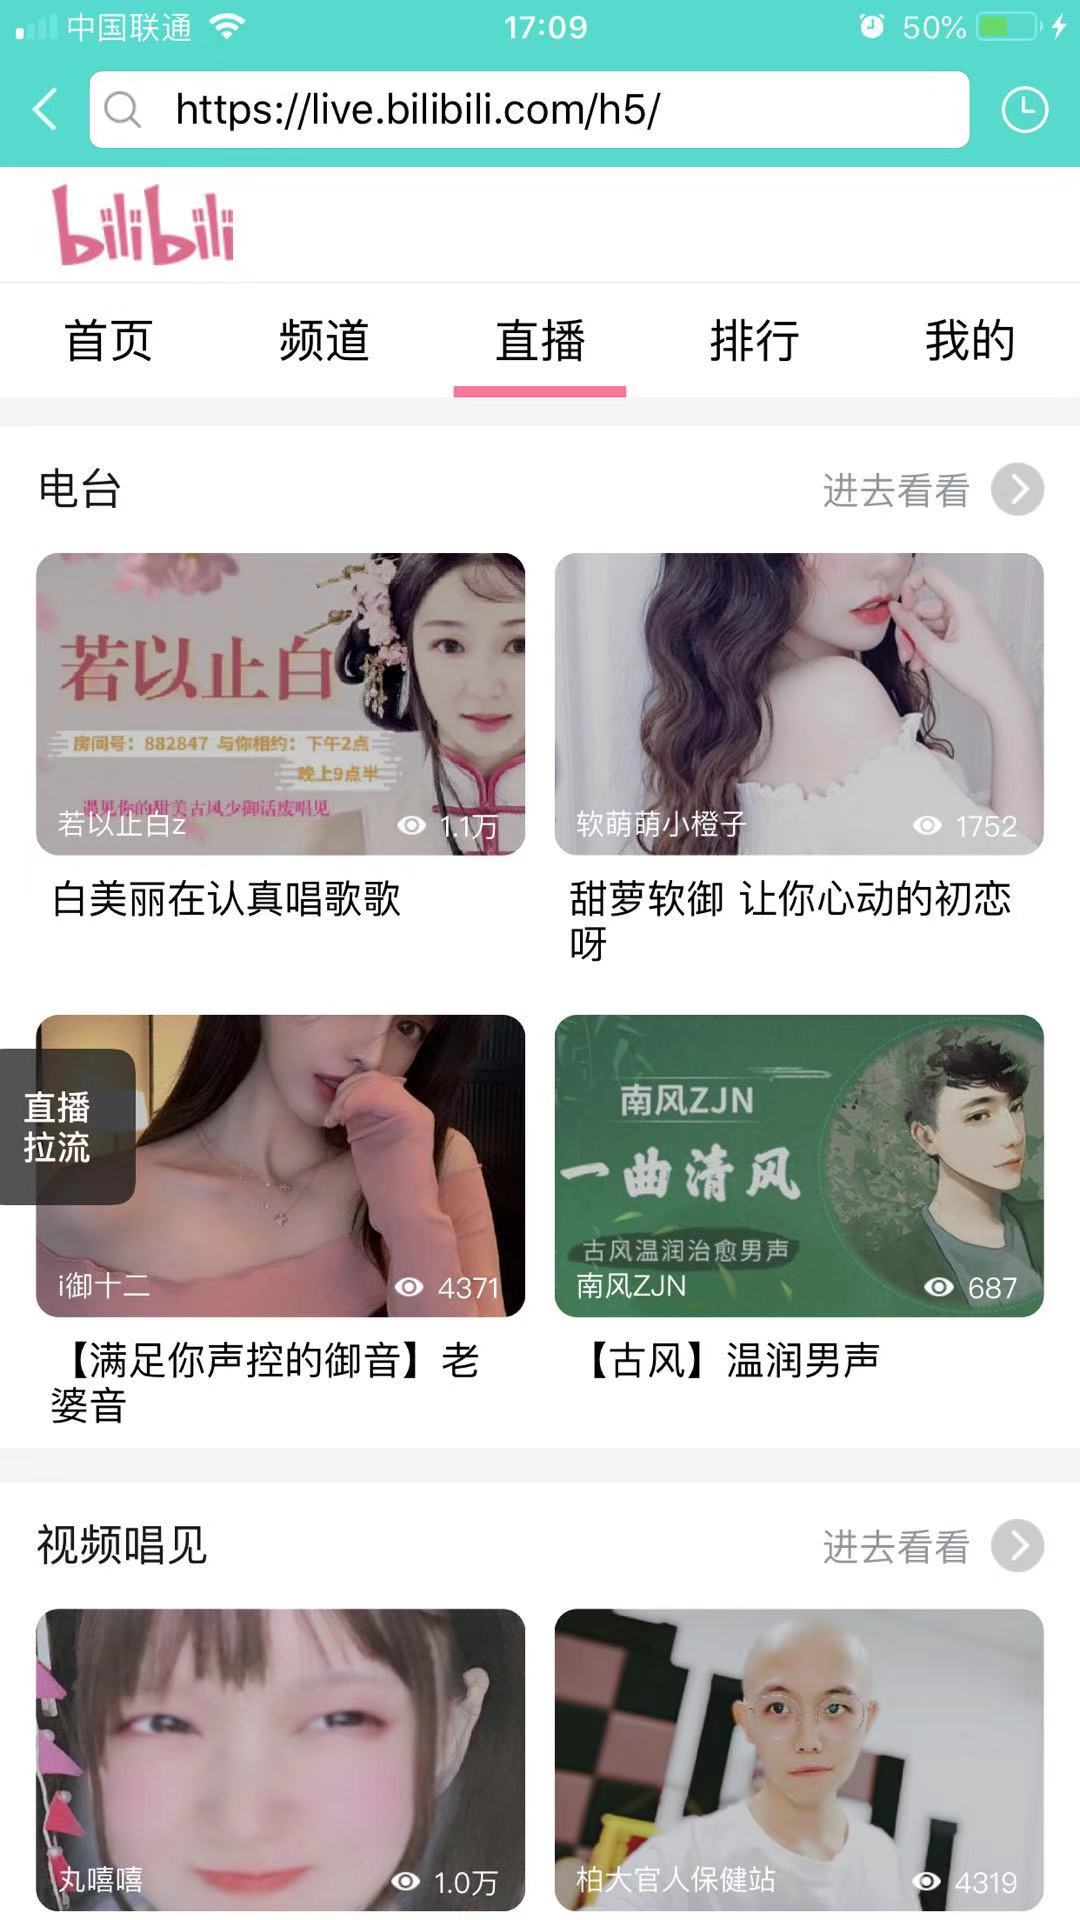 中国联通
17:09
50%
https://live.bilibili.com/h5/
bilibili
首页
频道
直播
排行
我的
电台
进去看看
若以止白
房间号：882847 与你相约：下午2点
晚上9点半
遇见你的甜美古风少御话废唱见
若以止白z
1.1万
白美丽在认真唱歌歌
软萌萌小橙子
1752
甜萝软御 让你心动的初恋
呀
直播
拉流
i御十二
4371
【满足你声控的御音】老
婆音
南风ZJN
一曲清风
古风温润治愈男声
南风ZJN
687
【古风】温润男声
视频唱见
进去看看
丸嘻嘻
1.0万
柏大官人保健站
4319